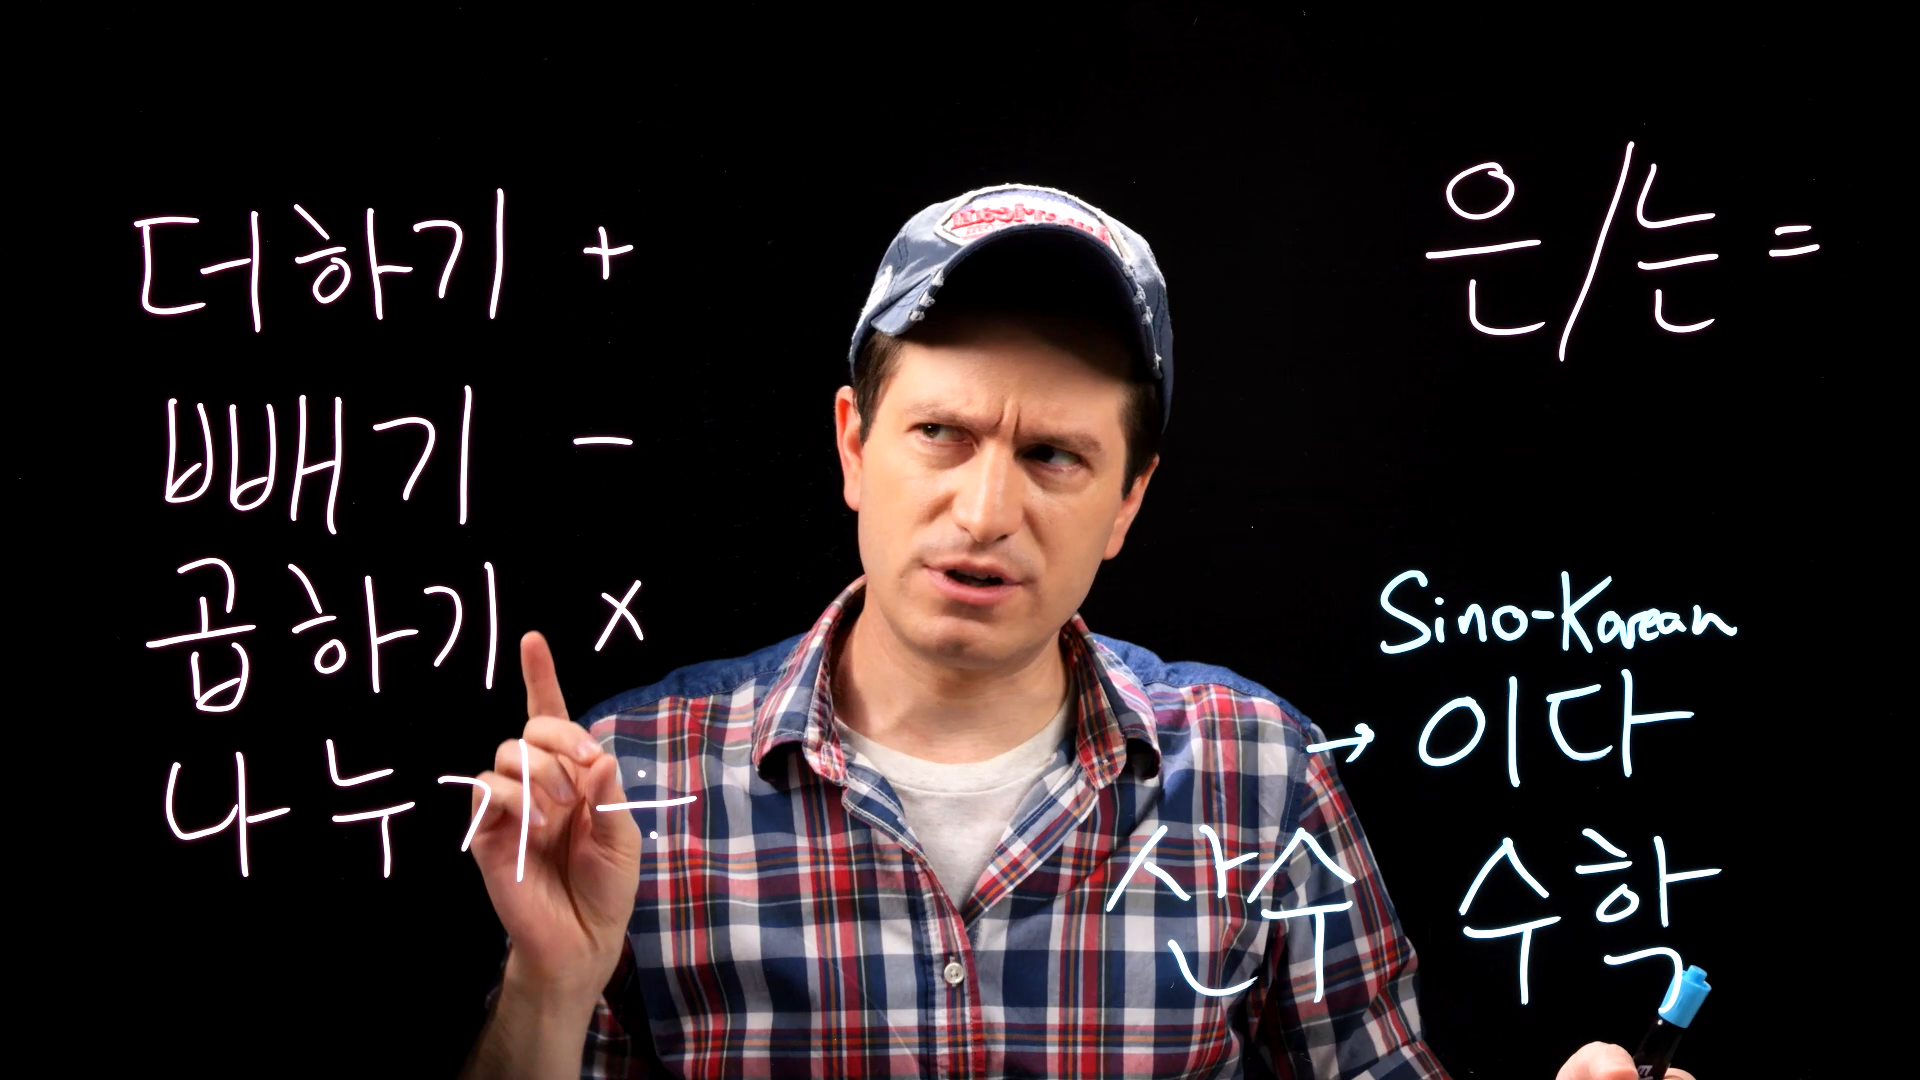 더하기 +
빼기 -
곱하기 ×
나누기 ÷
은/는 =
Sino-Korean
→ 이다
산수 수학